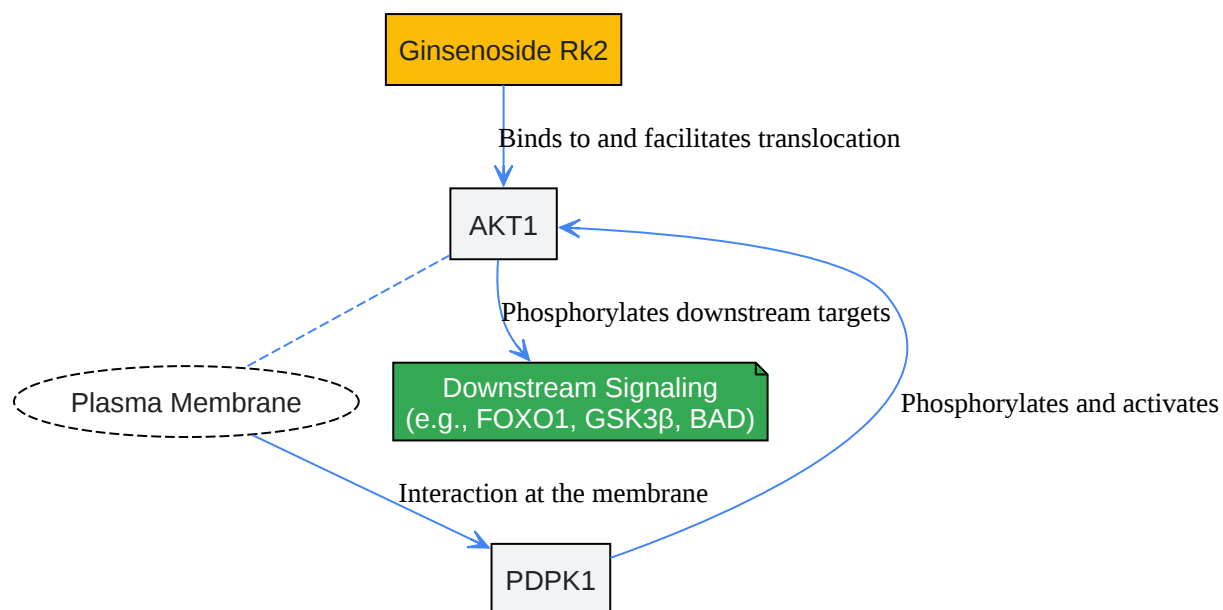 Ginsenoside Rk2
Binds to and facilitates translocation
AKT1
Phosphorylates downstream targets
Downstream Signaling
(e.g., FOXO1, GSK3β, BAD)
Plasma Membrane
Phosphorylates and activates
Interaction at the membrane
PDPK1